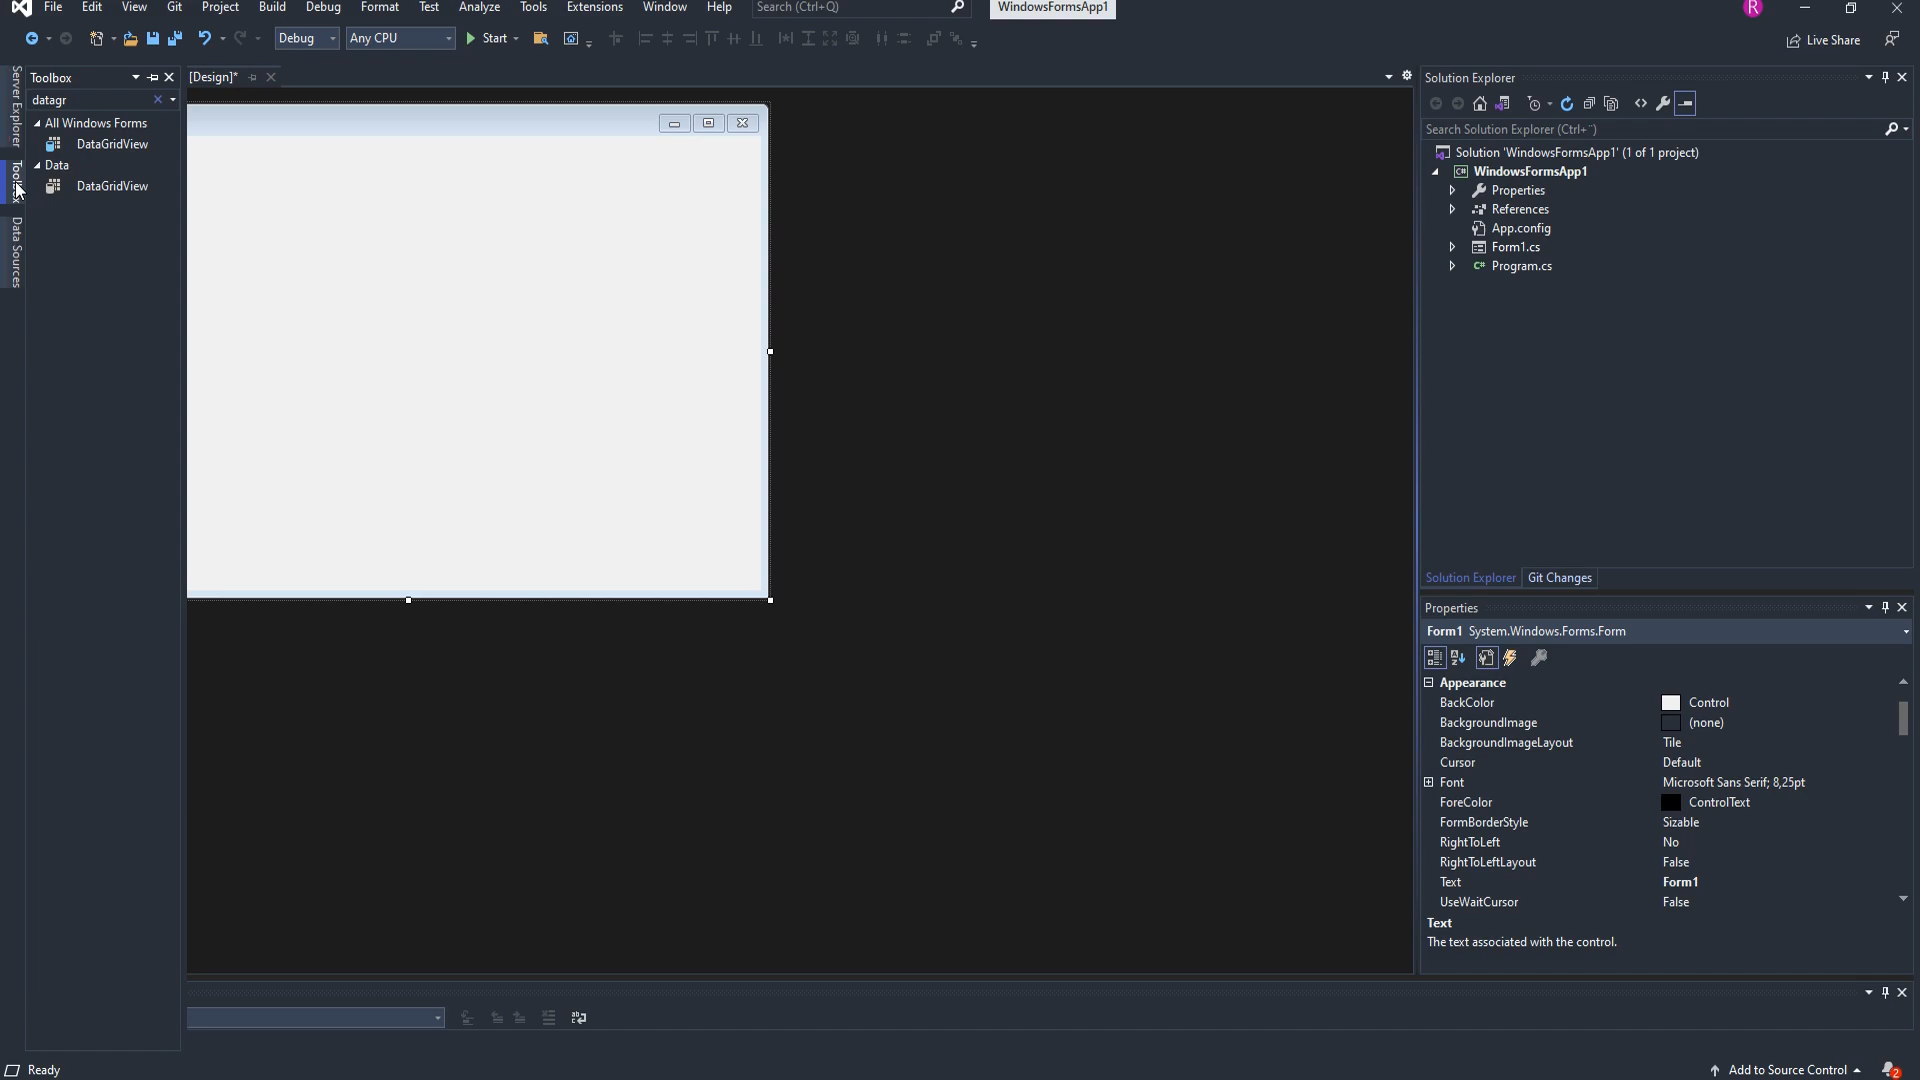 File Edit View Git Project Build Debug Format Test Analyze Tools Extensions Window Help Search (Ctrl+Q) WindowsFormsApp1 R
Debug Any CPU Start Live Share
Server Explorer
Toolbox
Data Sources
Toolbox
datagr
All Windows Forms
DataGridView
Data
DataGridView
[Design]*
Solution Explorer
Search Solution Explorer (Ctrl+¨)
Solution 'WindowsFormsApp1' (1 of 1 project)
WindowsFormsApp1
Properties
References
App.config
Form1.cs
Program.cs
Solution Explorer Git Changes
Properties
Form1 System.Windows.Forms.Form
Appearance
BackColor Control
BackgroundImage (none)
BackgroundImageLayout Tile
Cursor Default
Font Microsoft Sans Serif; 8,25pt
ForeColor ControlText
FormBorderStyle Sizable
RightToLeft No
RightToLeftLayout False
Text Form1
UseWaitCursor False
Text
The text associated with the control.
Ready Add to Source Control 2